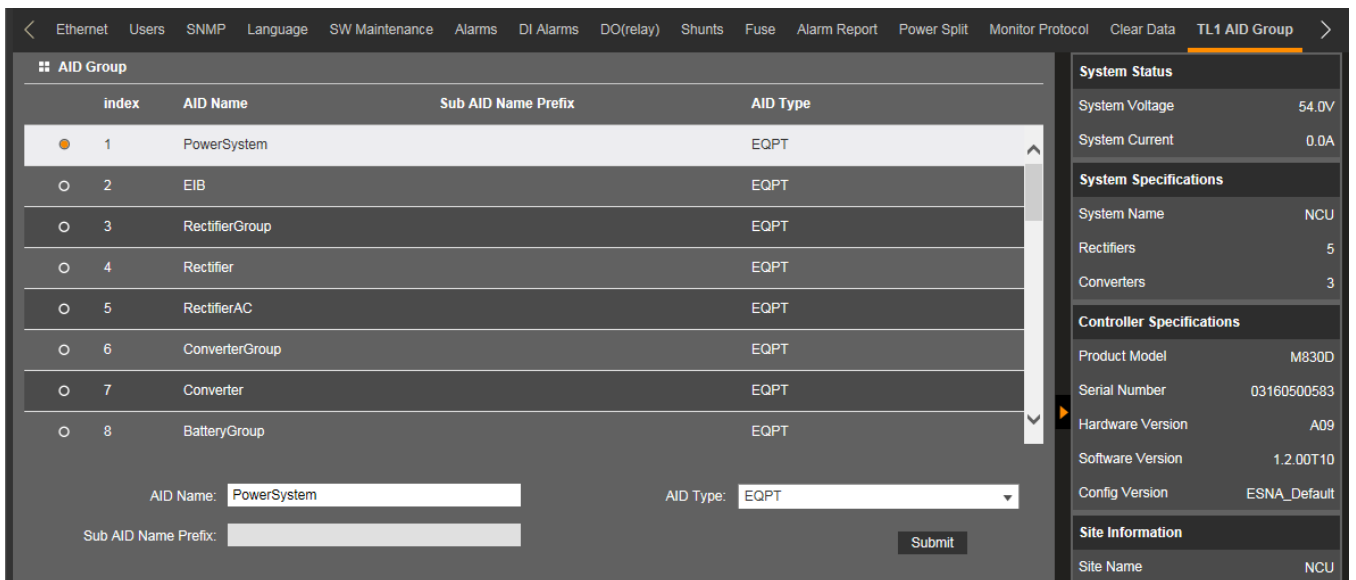 Ethernet Users SNMP Language SW Maintenance Alarms DI Alarms DO(relay) Shunts Fuse Alarm Report Power Split Monitor Protocol Clear Data TL1 AID Group
AID Group
index AID Name Sub AID Name Prefix AID Type
1 PowerSystem EQPT
2 EIB EQPT
3 RectifierGroup EQPT
4 Rectifier EQPT
5 RectifierAC EQPT
6 ConverterGroup EQPT
7 Converter EQPT
8 BatteryGroup EQPT
AID Name: PowerSystem AID Type: EQPT
Sub AID Name Prefix:
Submit
System Status
System Voltage 54.0V
System Current 0.0A
System Specifications
System Name NCU
Rectifiers 5
Converters 3
Controller Specifications
Product Model M830D
Serial Number 03160500583
Hardware Version A09
Software Version 1.2.00T10
Config Version ESNA_Default
Site Information
Site Name NCU